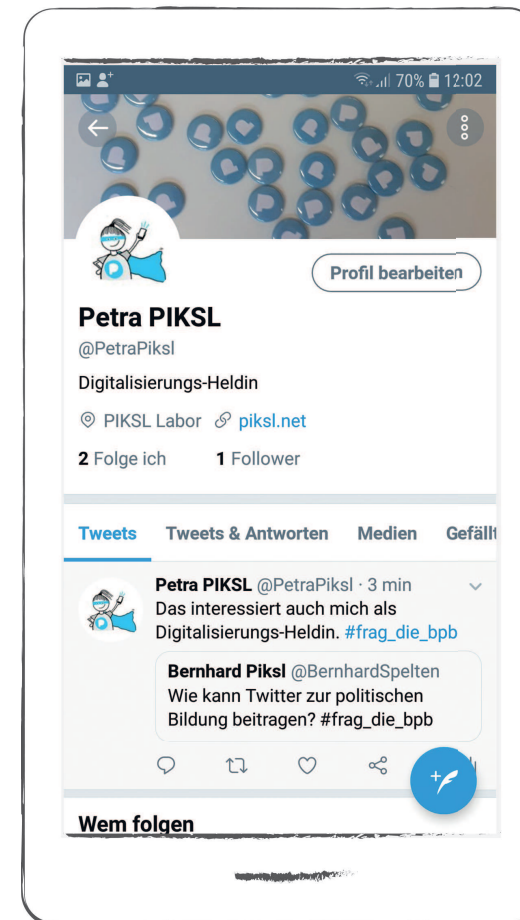 70% 12:02
Profil bearbeiten
Petra PIKSL
@PetraPiksl
Digitalisierungs-Heldin
PIKSL Labor piksl.net
2 Folge ich 1 Follower
Tweets Tweets & Antworten Medien Gefällt
Petra PIKSL @PetraPiksl · 3 min
Das interessiert auch mich als
Digitalisierungs-Heldin. #frag_die_bpb
Bernhard Piksl @BernhardSpelten
Wie kann Twitter zur politischen
Bildung beitragen? #frag_die_bpb
Wem folgen